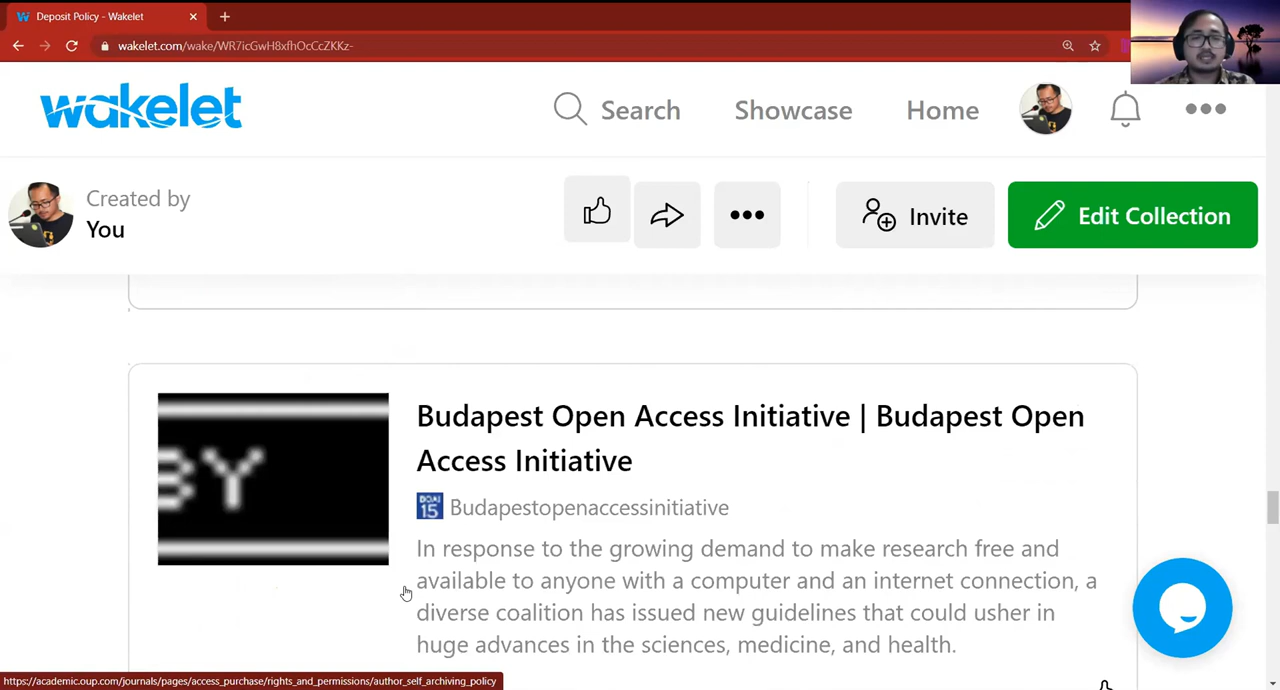 Deposit Policy - Wakelet
wakelet.com/wake/WR7icGwH8xfhOcCcZKKz-
wakelet
Search
Showcase
Home
Created by
You
Invite
Edit Collection
BY
Budapest Open Access Initiative | Budapest Open
Access Initiative
BOAI
15
Budapestopenaccessinitiative
In response to the growing demand to make research free and
available to anyone with a computer and an internet connection, a
diverse coalition has issued new guidelines that could usher in
huge advances in the sciences, medicine, and health.
https://academic.oup.com/journals/pages/access_purchase/rights_and_permissions/author_self_archiving_policy